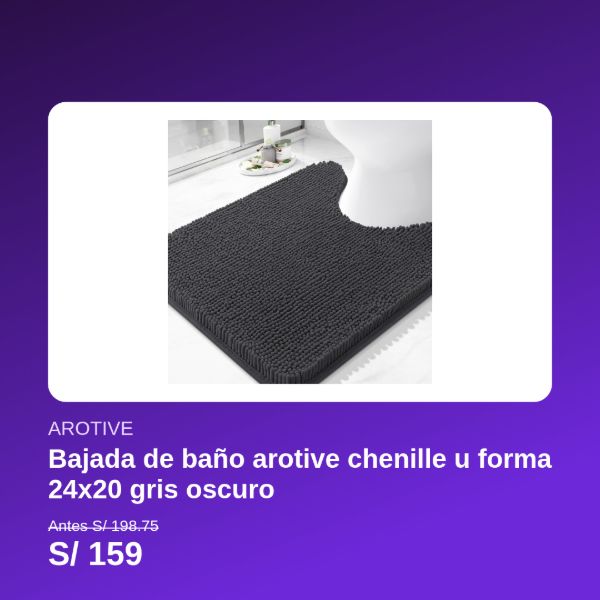 AROTIVE
Bajada de baño arotive chenille u forma
24x20 gris oscuro
Antes S/ 198.75
S/ 159